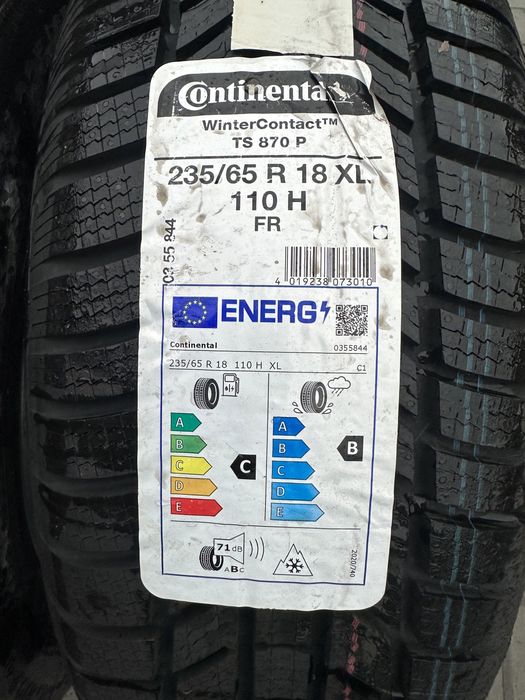 Continental
WinterContact™
TS 870 P
235/65 R 18 XL
110 H
FR
03 55 844
4 019238 073010
ENERG
Continental
0355844
235/65 R 18 110 H XL
C1
A
B
C
D
E
C
A
B
C
D
E
B
71 dB
ABC
2020/740